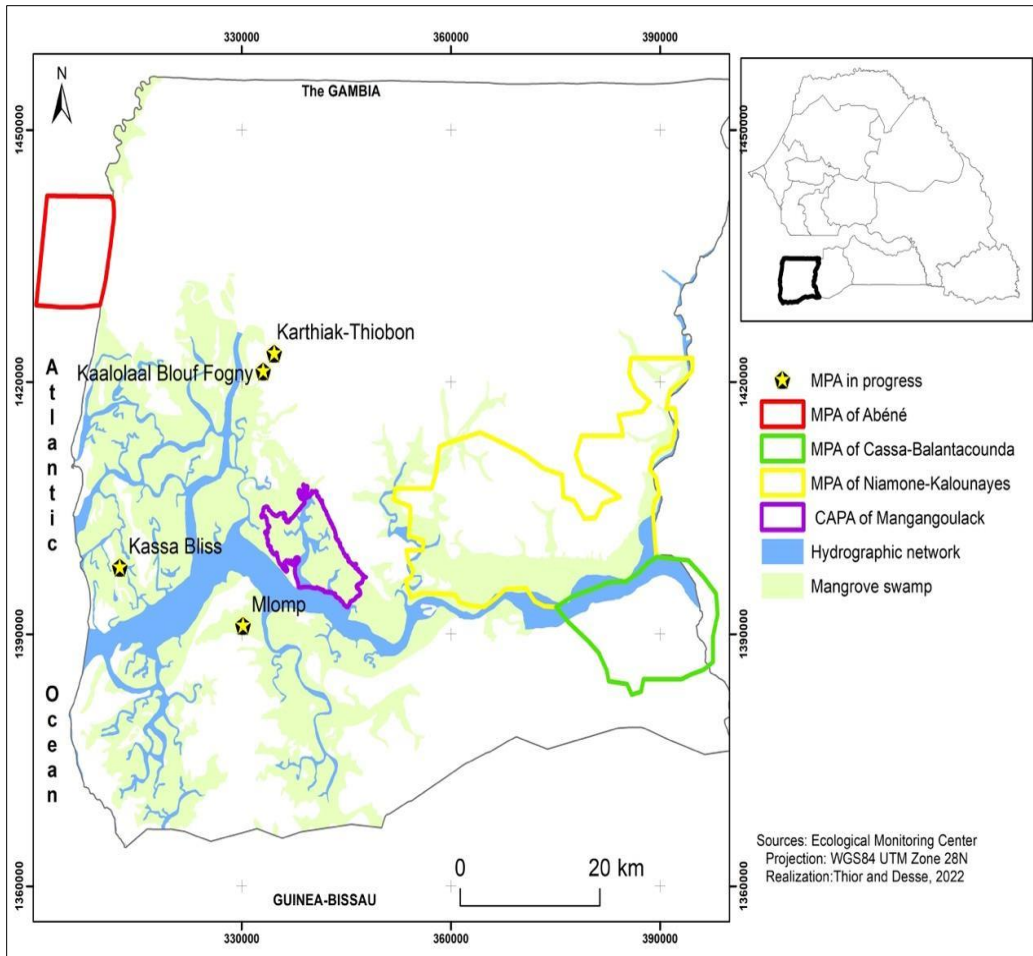 330000
360000
390000
N
The GAMBIA
1450000
1450000
Karthiak-Thiobon
Kaalolaal Blouf Fogny
1420000
1420000
Atlantic
Kassa Bliss
Mlomp
1390000
1390000
Ocean
0
20 km
1360000
1360000
GUINEA-BISSAU
330000
360000
390000
MPA in progress
MPA of Abéné
MPA of Cassa-Balantacounda
MPA of Niamone-Kalounayes
CAPA of Mangangoulack
Hydrographic network
Mangrove swamp
Sources: Ecological Monitoring Center
Projection: WGS84 UTM Zone 28N
Realization:Thior and Desse, 2022